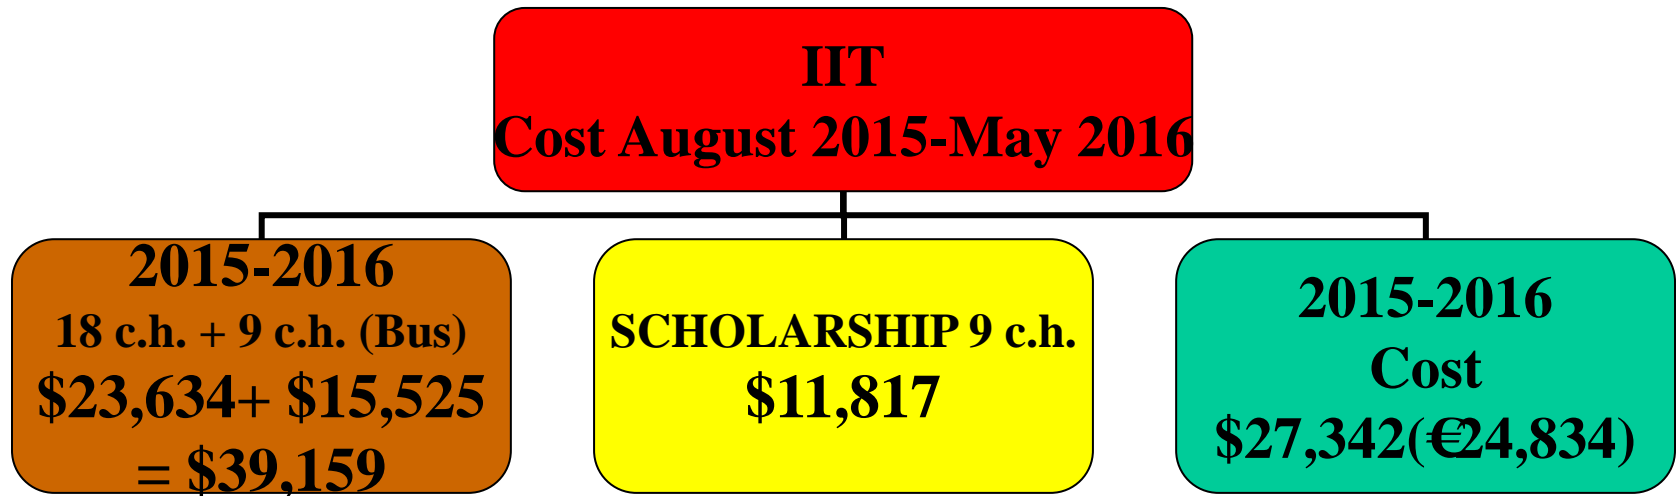 IIT
Cost August 2015-May 2016
2015-2016
18 c.h. + 9 c.h. (Bus)
$23,634+ $15,525
= $39,159
SCHOLARSHIP 9 c.h.
$11,817
2015-2016
Cost
$27,342(€24,834)